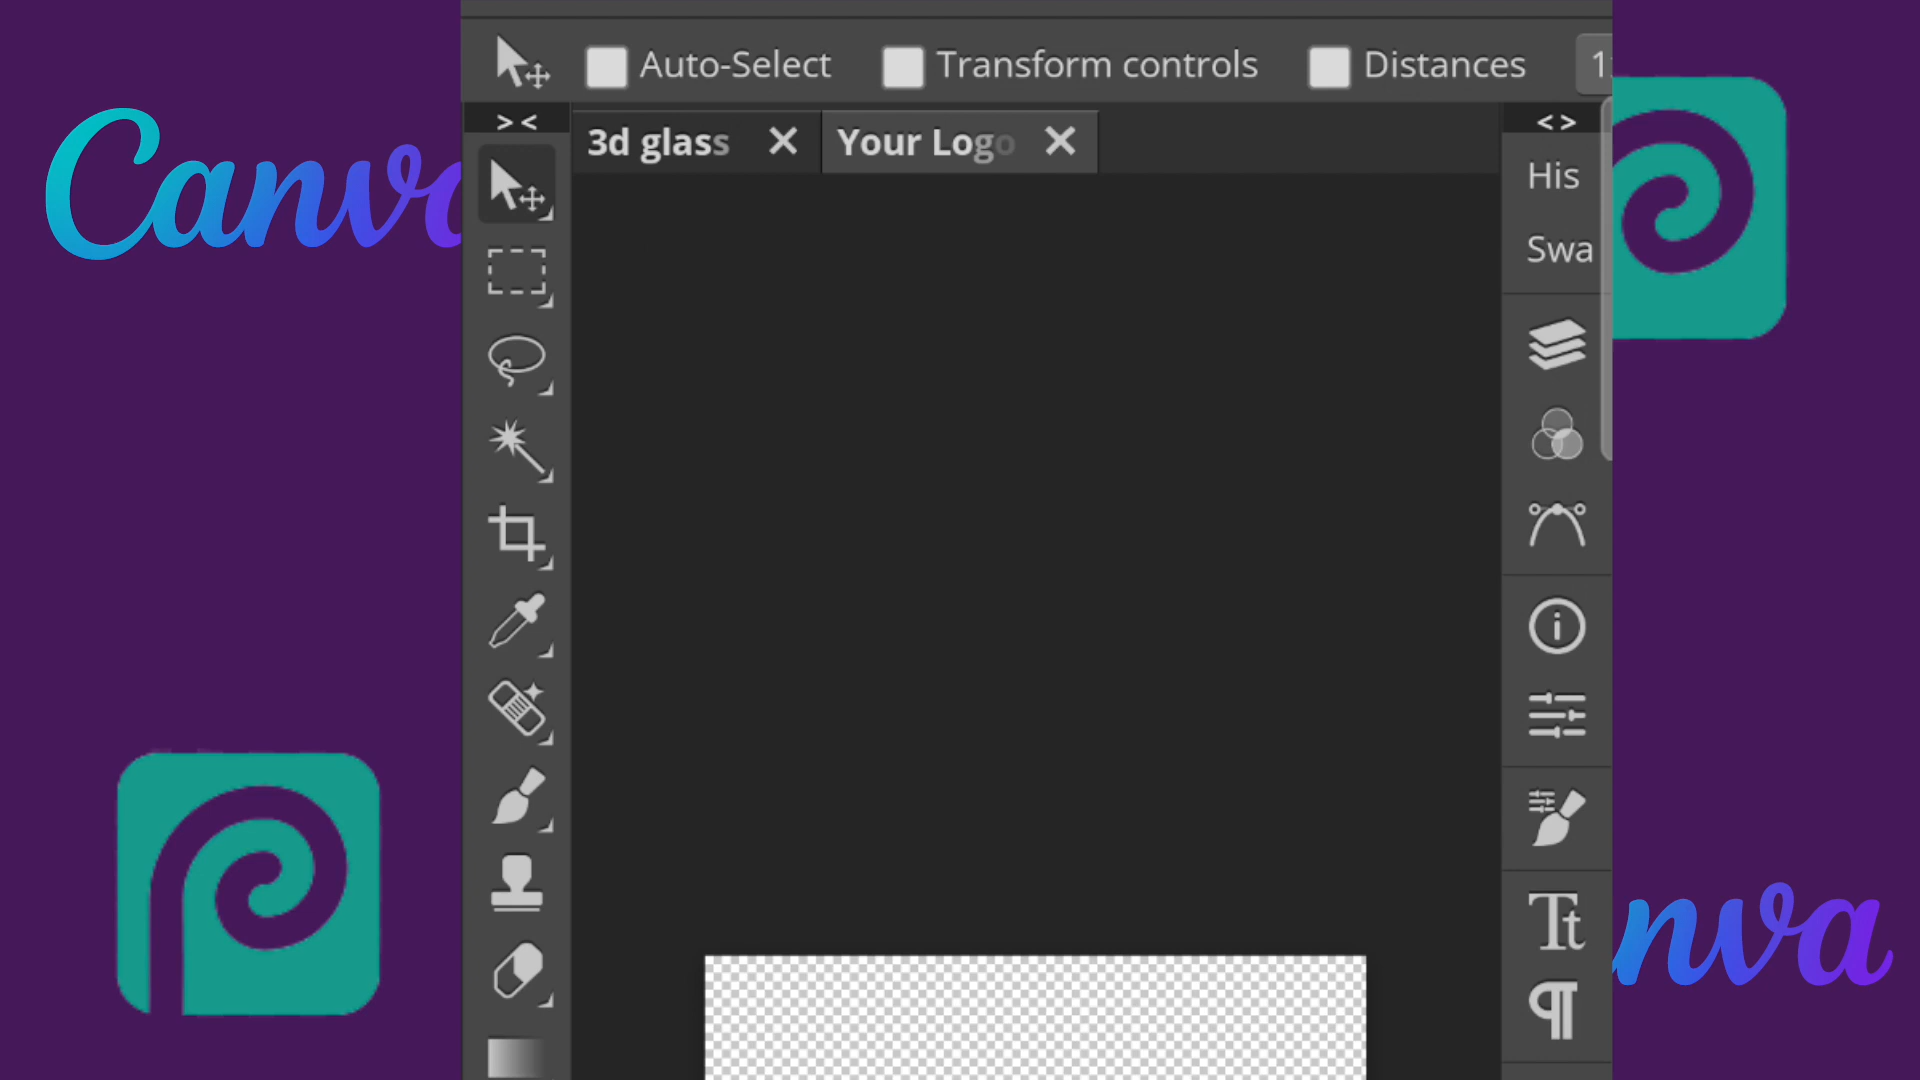 Auto-Select Transform controls Distances
> < 3d glass ✕ Your Logo ✕ < >
Canva
His
Swa
nva